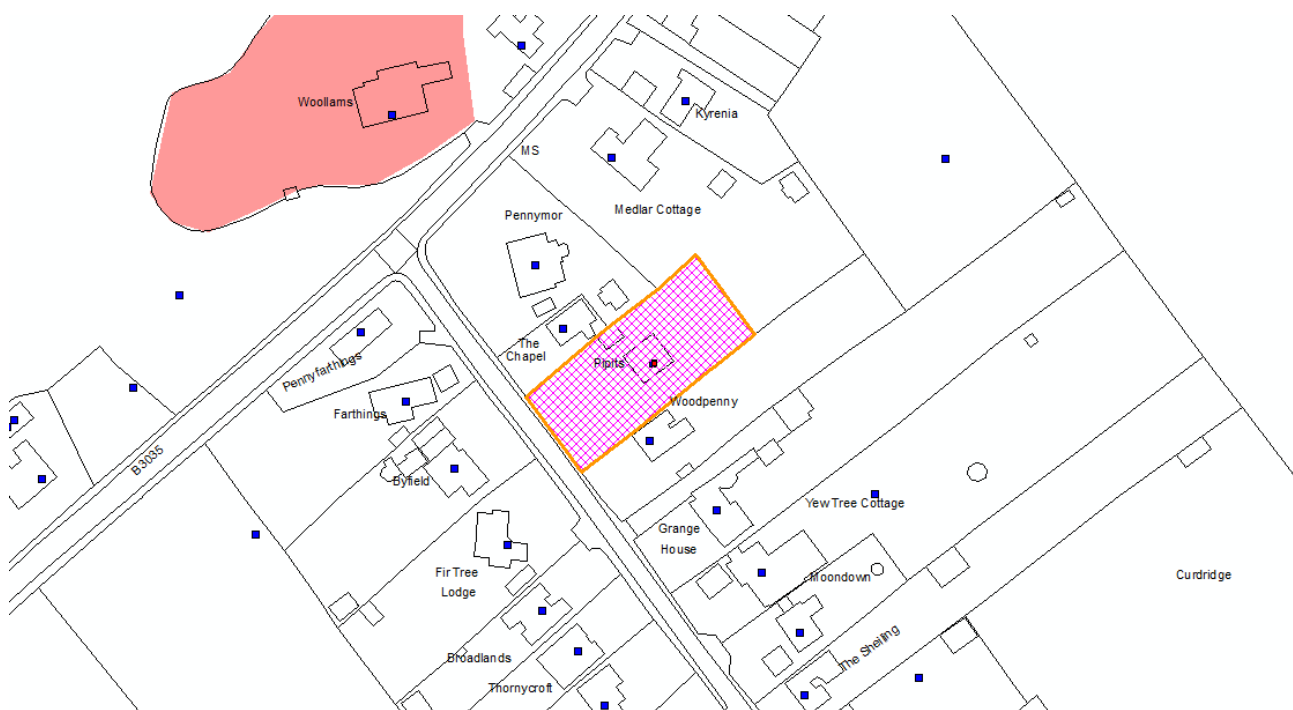 Woollams
Kyrenia
MS
Medlar Cottage
Pennymor
The
Chapel
Pipits
Pennyfarthings
Woodpenny
Farthings
B3035
Byfield
Yew Tree Cottage
Grange
House
Fir Tree
Lodge
Moondown
Curdridge
The Sheiling
Broadlands
Thornycroft